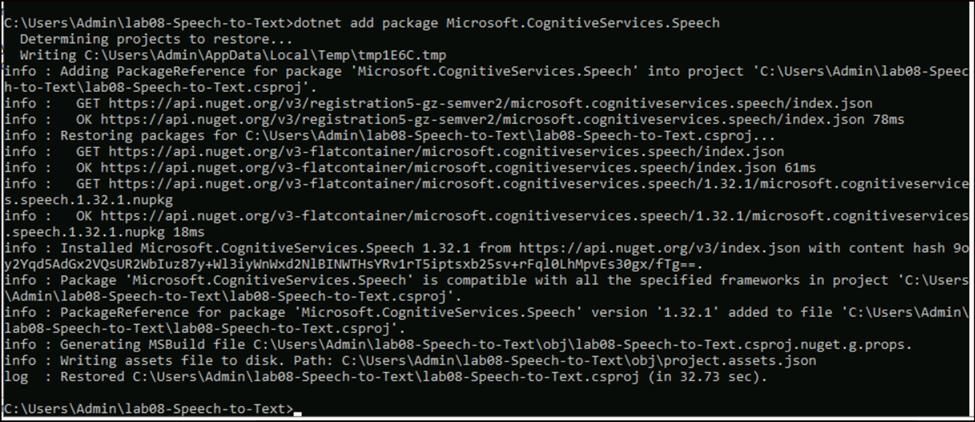 C:\Users\Admin\lab08-Speech-to-Text>dotnet add package Microsoft.CognitiveServices.Speech
  Determining projects to restore...
  Writing C:\Users\Admin\AppData\Local\Temp\tmp1E6C.tmp
info : Adding PackageReference for package 'Microsoft.CognitiveServices.Speech' into project 'C:\Users\Admin\lab08-Speec
h-to-Text\lab08-Speech-to-Text.csproj'.
info :   GET https://api.nuget.org/v3/registration5-gz-semver2/microsoft.cognitiveservices.speech/index.json
info :   OK https://api.nuget.org/v3/registration5-gz-semver2/microsoft.cognitiveservices.speech/index.json 78ms
info : Restoring packages for C:\Users\Admin\lab08-Speech-to-Text\lab08-Speech-to-Text.csproj...
info :   GET https://api.nuget.org/v3-flatcontainer/microsoft.cognitiveservices.speech/index.json
info :   OK https://api.nuget.org/v3-flatcontainer/microsoft.cognitiveservices.speech/index.json 61ms
info :   GET https://api.nuget.org/v3-flatcontainer/microsoft.cognitiveservices.speech/1.32.1/microsoft.cognitiveservice
s.speech.1.32.1.nupkg
info :   OK https://api.nuget.org/v3-flatcontainer/microsoft.cognitiveservices.speech/1.32.1/microsoft.cognitiveservices
.speech.1.32.1.nupkg 18ms
info : Installed Microsoft.CognitiveServices.Speech 1.32.1 from https://api.nuget.org/v3/index.json with content hash 9o
y2Yqd5AdGx2VQsUR2WbIuz87y+Wl3iyWnWxd2NlBINWTHsYRv1rT5iptsxb25sv+rFql0LhMpvEs30gx/fTg==.
info : Package 'Microsoft.CognitiveServices.Speech' is compatible with all the specified frameworks in project 'C:\Users
\Admin\lab08-Speech-to-Text\lab08-Speech-to-Text.csproj'.
info : PackageReference for package 'Microsoft.CognitiveServices.Speech' version '1.32.1' added to file 'C:\Users\Admin\
lab08-Speech-to-Text\lab08-Speech-to-Text.csproj'.
info : Generating MSBuild file C:\Users\Admin\lab08-Speech-to-Text\obj\lab08-Speech-to-Text.csproj.nuget.g.props.
info : Writing assets file to disk. Path: C:\Users\Admin\lab08-Speech-to-Text\obj\project.assets.json
log  : Restored C:\Users\Admin\lab08-Speech-to-Text\lab08-Speech-to-Text.csproj (in 32.73 sec).
C:\Users\Admin\lab08-Speech-to-Text>